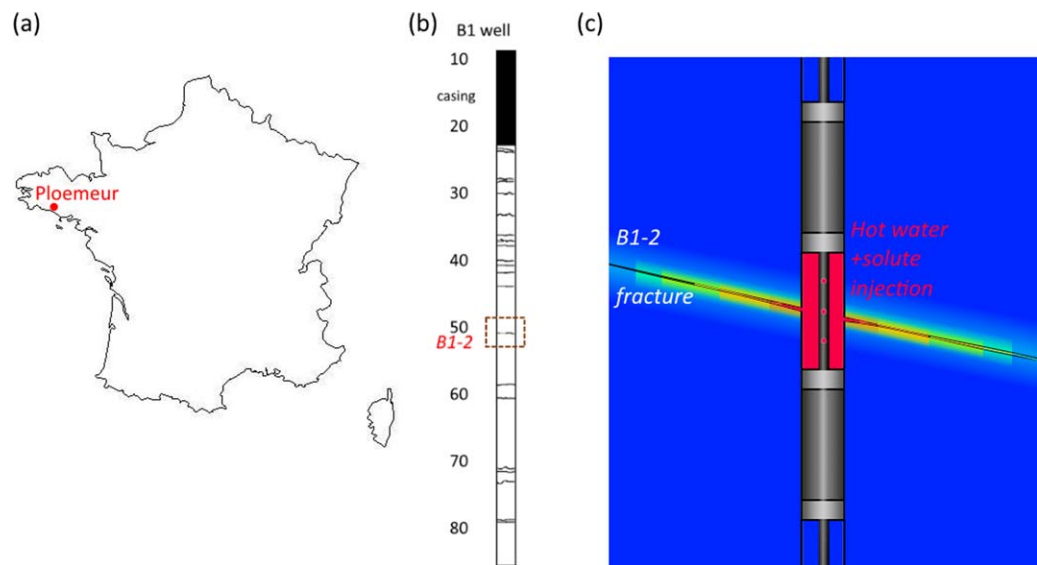 (a)
Ploemeur
(b)
B1 well
10
casing
20
30
40
50
B1-2
60
70
80
(c)
B1-2
fracture
Hot water
+solute
injection